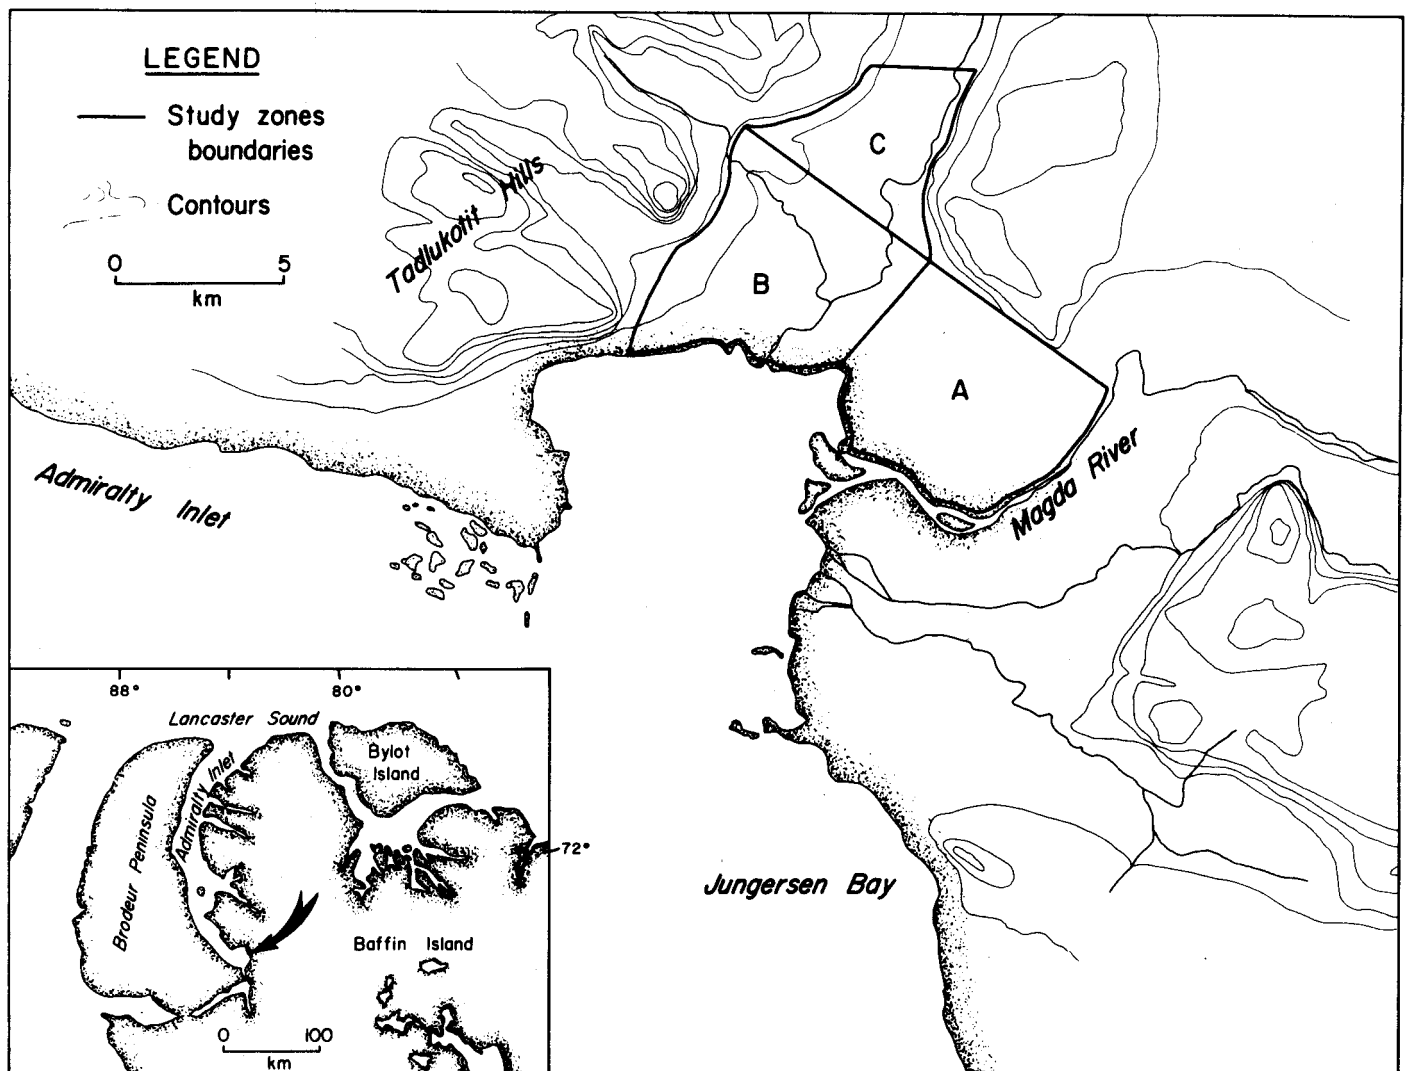 LEGEND
Study zones
boundaries
Contours
0 5
km
Tadlukotit Hills
C
B
A
Magda River
Admiralty Inlet
Jungersen Bay
88° 80°
Lancaster Sound
Bylot
Island
Admiralty Inlet
Brodeur Peninsula
72°
Baffin Island
0 100
km